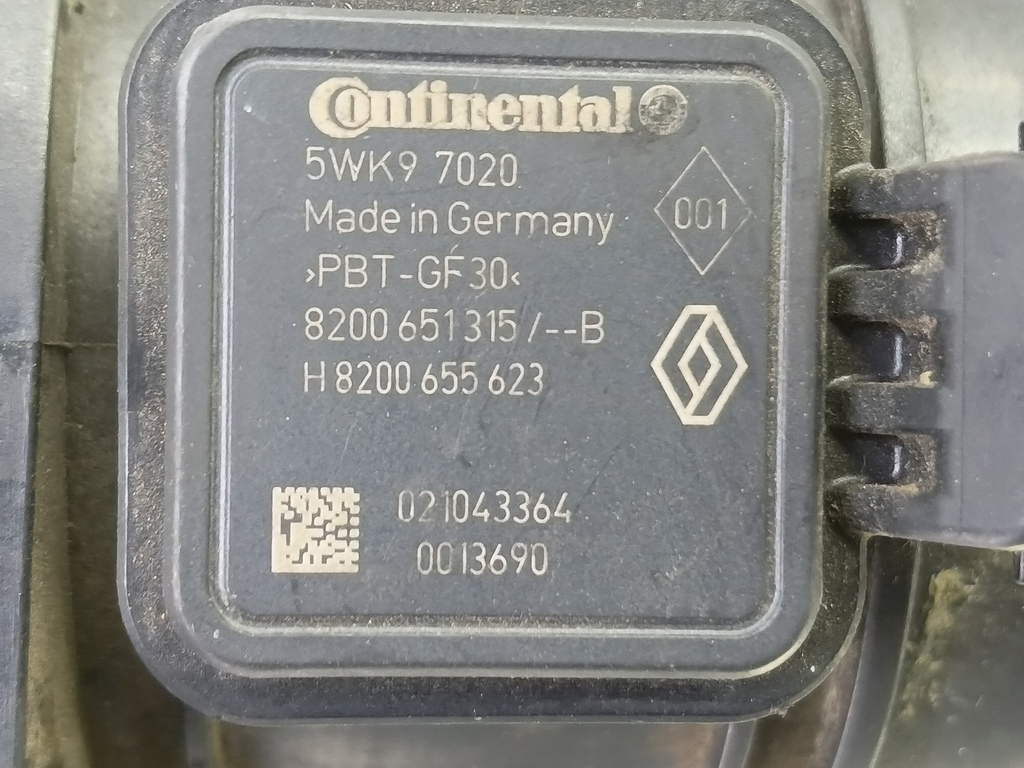 Continental
5WK9 7020
Made in Germany
001
>PBT-GF30<
8200 651 315 /--B
H 8200 655 623
021043364
0013690